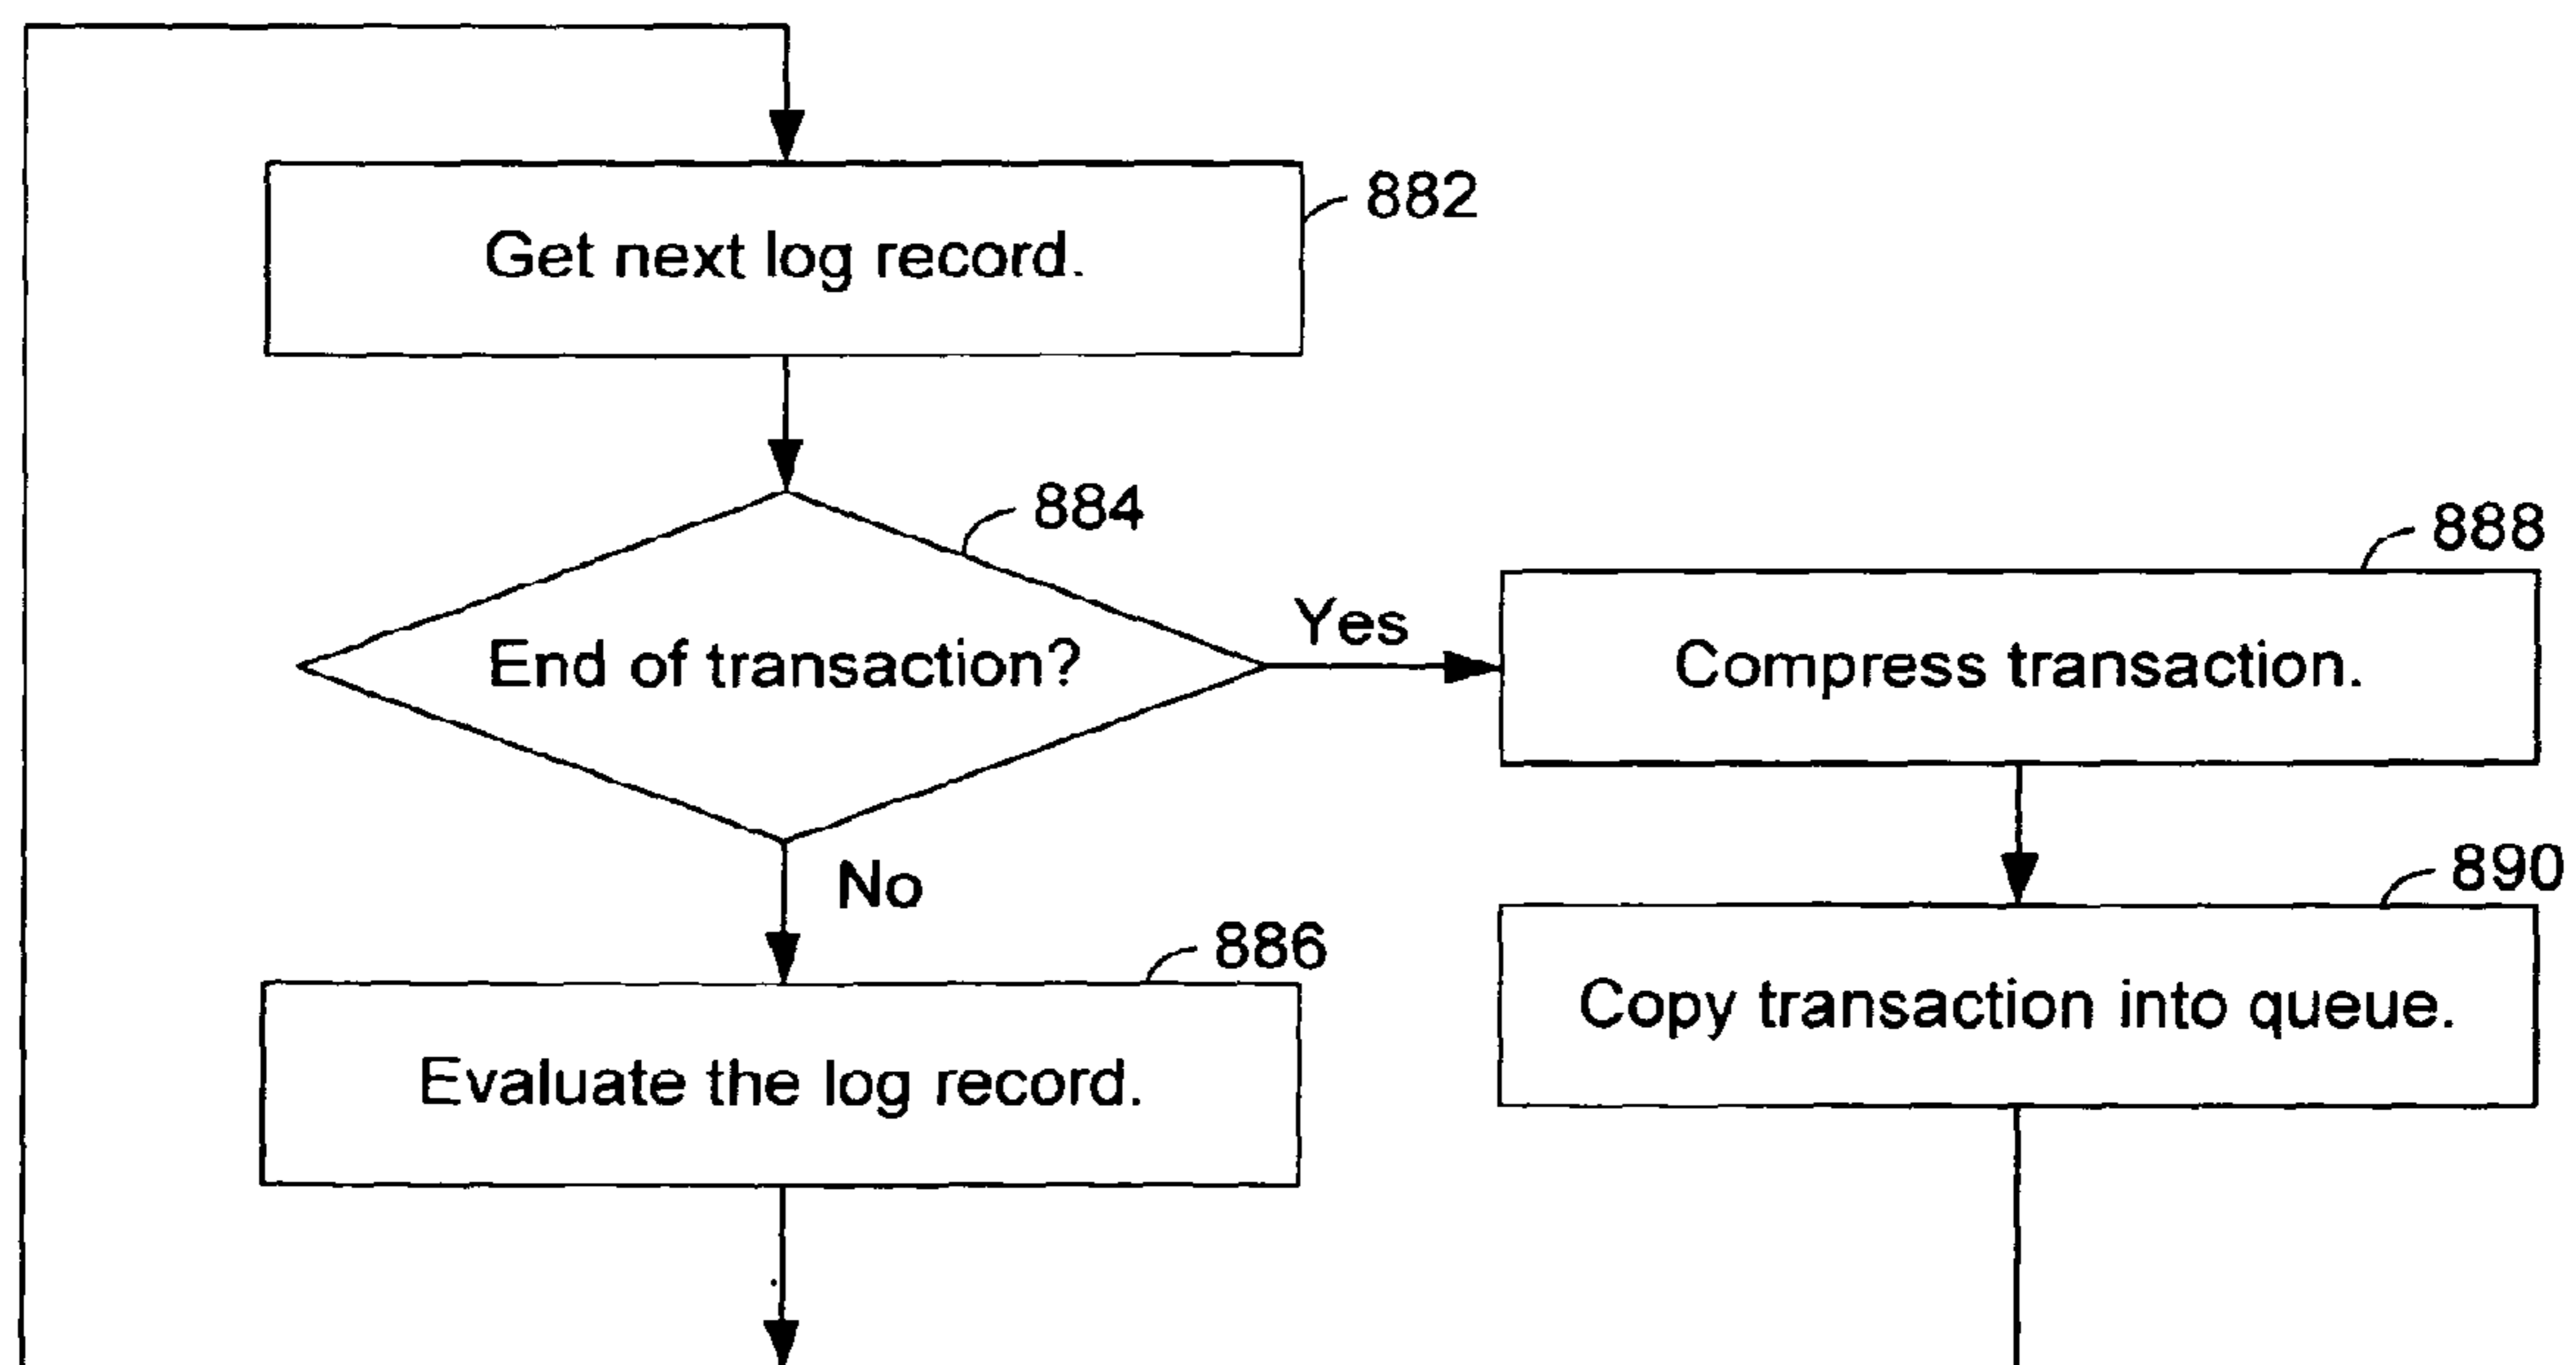 882
Get next log record.
884
End of transaction?
Yes
888
Compress transaction.
No
886
Evaluate the log record.
890
Copy transaction into queue.